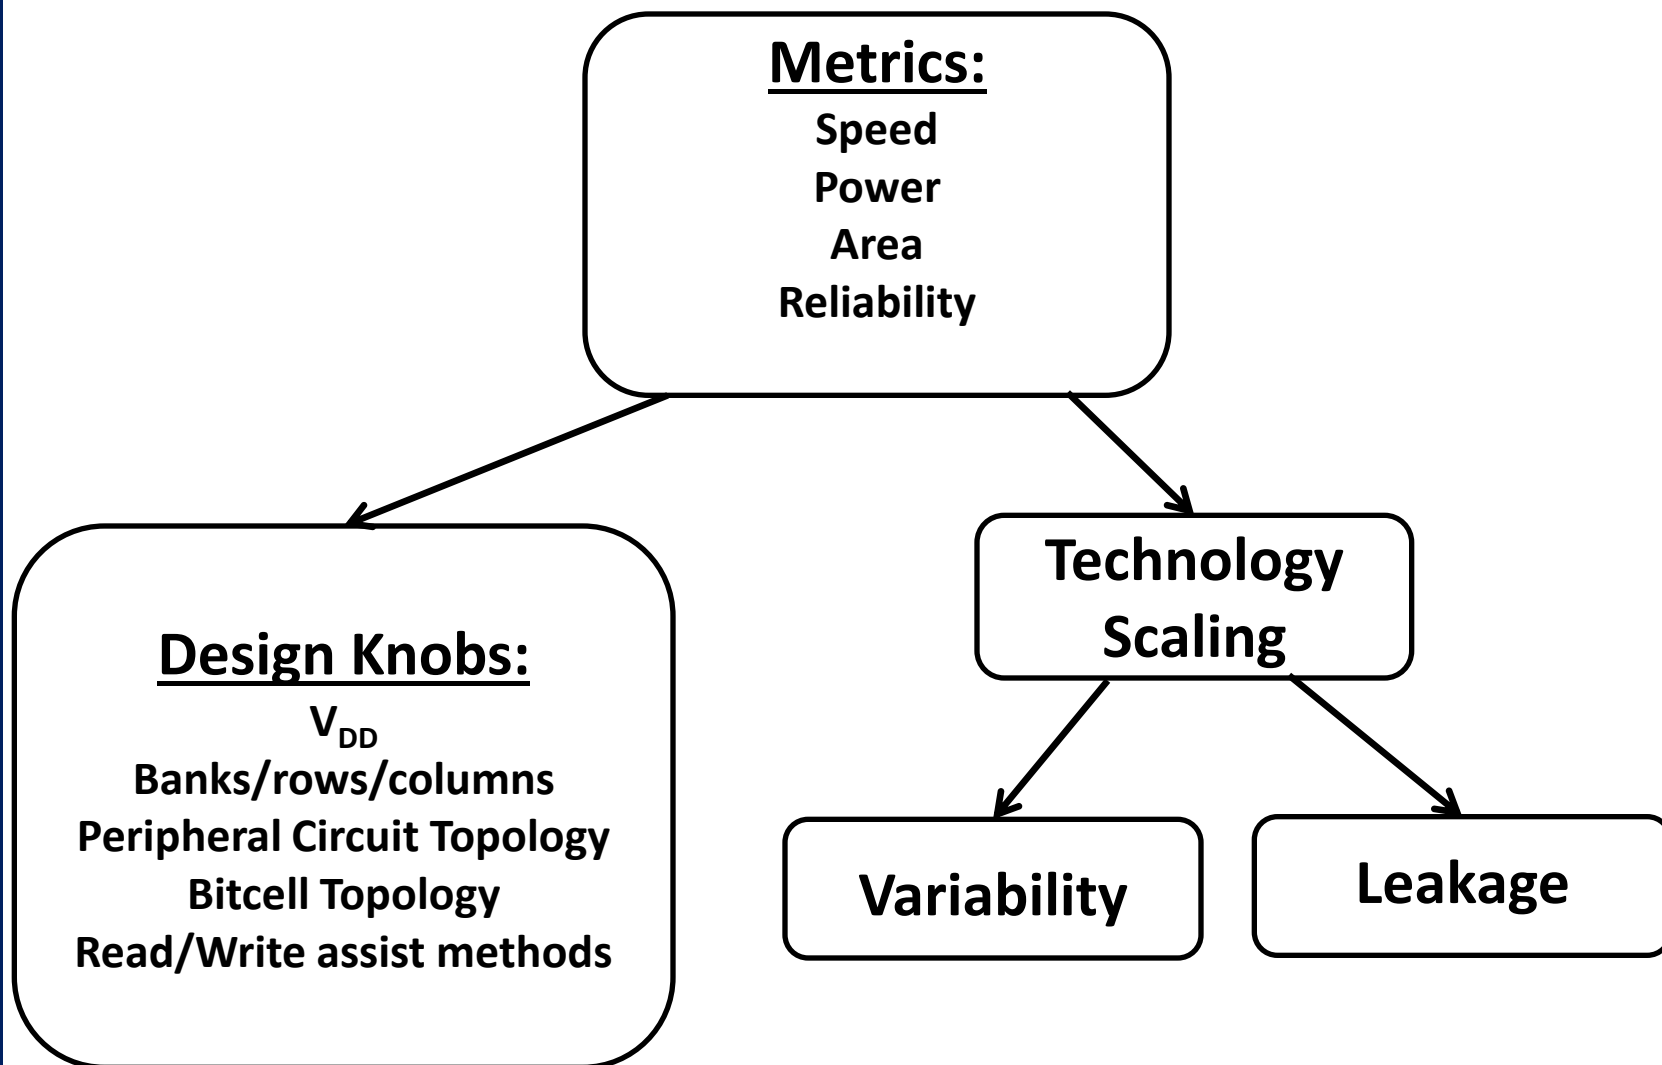 Metrics:
Speed
Power
Area
Reliability
Design Knobs:
V_DD
Banks/rows/columns
Peripheral Circuit Topology
Bitcell Topology
Read/Write assist methods
Technology
Scaling
Variability
Leakage